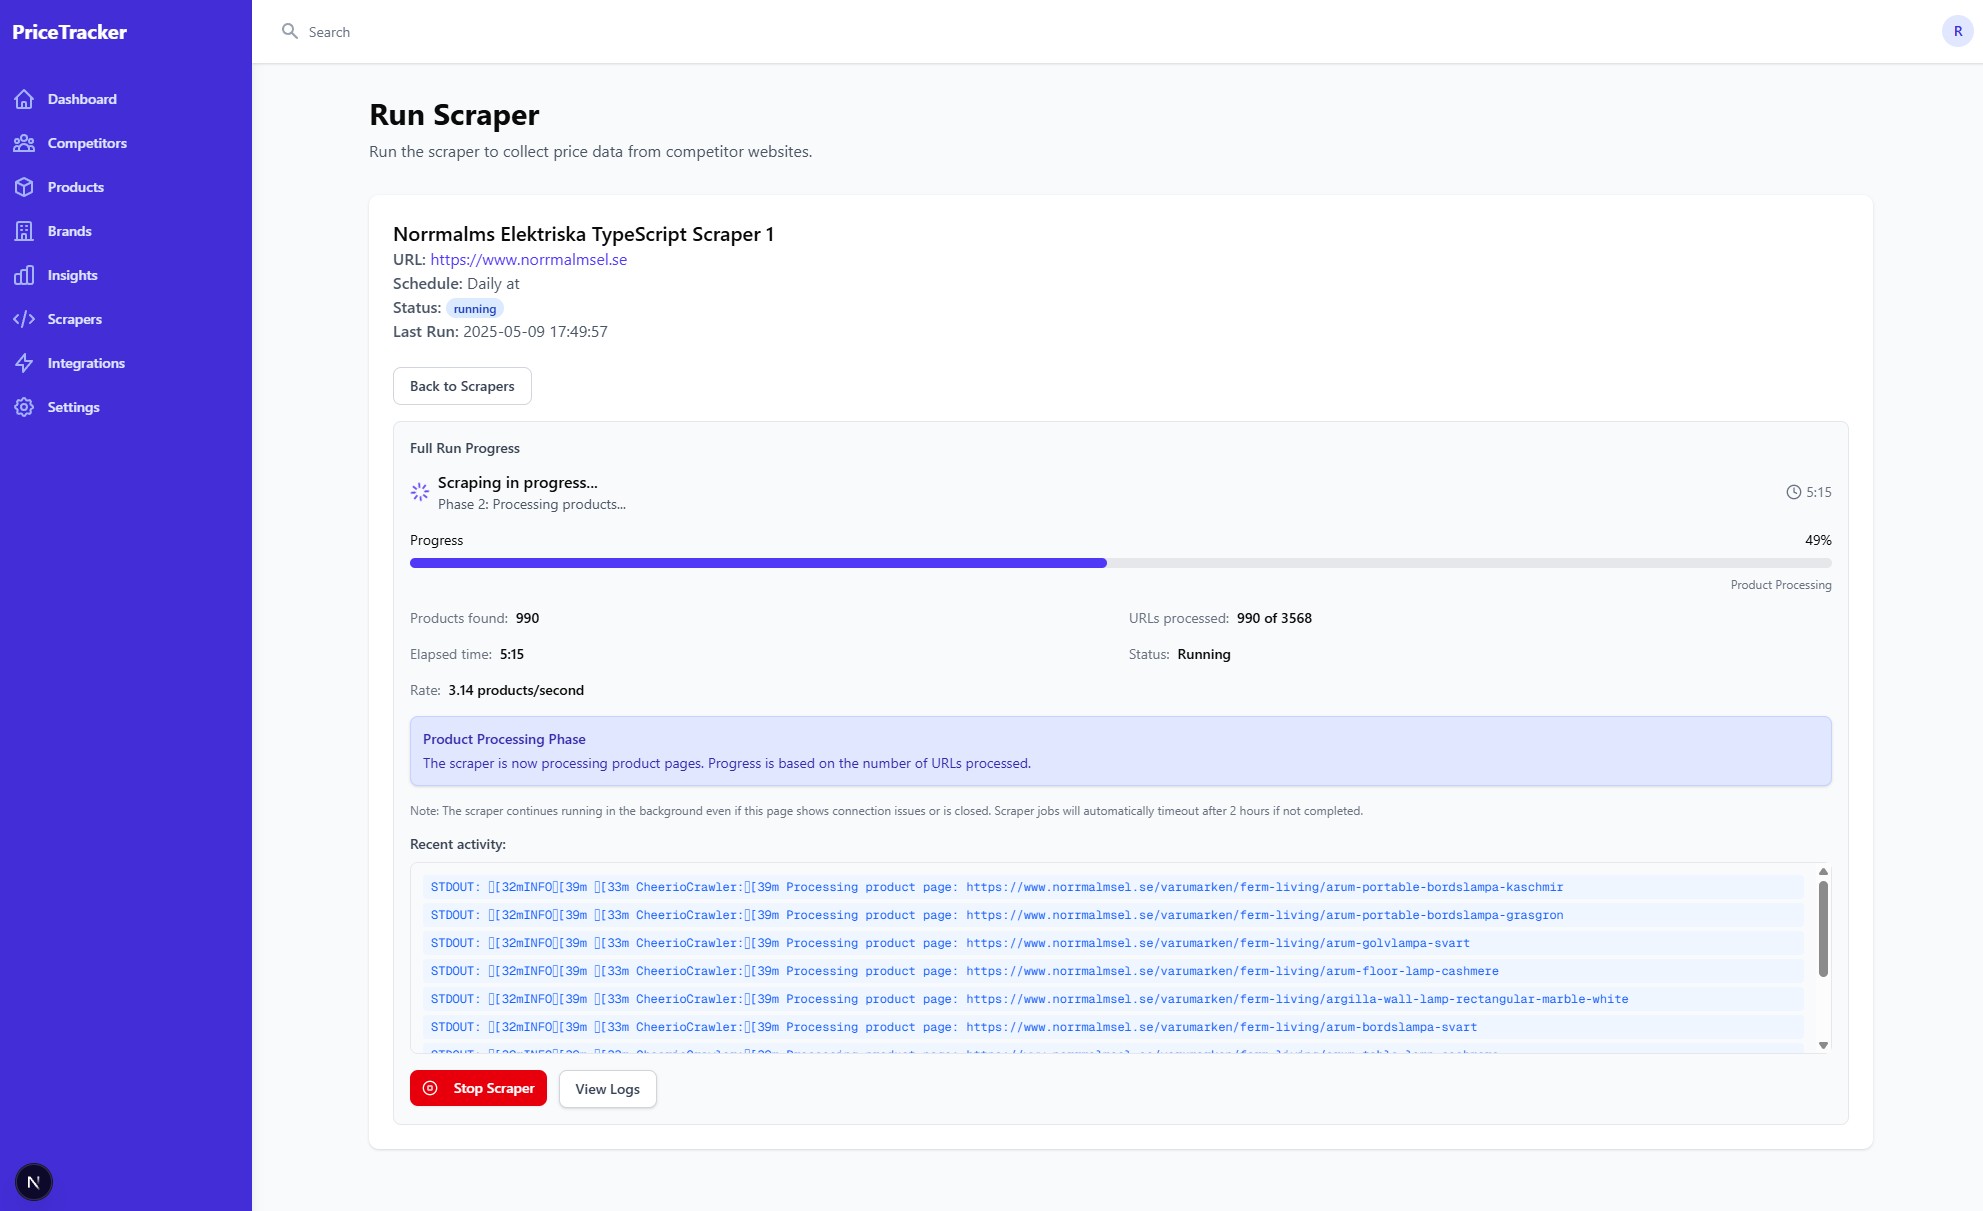 PriceTracker
Search
R
Dashboard
Competitors
Products
Brands
Insights
Scrapers
Integrations
Settings
N
Run Scraper
Run the scraper to collect price data from competitor websites.
Norrmalms Elektriska TypeScript Scraper 1
URL: https://www.norrmalmsel.se
Schedule: Daily at
Status: running
Last Run: 2025-05-09 17:49:57
Back to Scrapers
Full Run Progress
Scraping in progress...
Phase 2: Processing products...
5:15
Progress
49%
Product Processing
Products found: 990
URLs processed: 990 of 3568
Elapsed time: 5:15
Status: Running
Rate: 3.14 products/second
Product Processing Phase
The scraper is now processing product pages. Progress is based on the number of URLs processed.
Note: The scraper continues running in the background even if this page shows connection issues or is closed. Scraper jobs will automatically timeout after 2 hours if not completed.
Recent activity:
STDOUT: ▯[32mINFO▯[39m ▯[33m CheerioCrawler:▯[39m Processing product page: https://www.norrmalmsel.se/varumarken/ferm-living/arum-portable-bordslampa-kaschmir
STDOUT: ▯[32mINFO▯[39m ▯[33m CheerioCrawler:▯[39m Processing product page: https://www.norrmalmsel.se/varumarken/ferm-living/arum-portable-bordslampa-grasgron
STDOUT: ▯[32mINFO▯[39m ▯[33m CheerioCrawler:▯[39m Processing product page: https://www.norrmalmsel.se/varumarken/ferm-living/arum-golvlampa-svart
STDOUT: ▯[32mINFO▯[39m ▯[33m CheerioCrawler:▯[39m Processing product page: https://www.norrmalmsel.se/varumarken/ferm-living/arum-floor-lamp-cashmere
STDOUT: ▯[32mINFO▯[39m ▯[33m CheerioCrawler:▯[39m Processing product page: https://www.norrmalmsel.se/varumarken/ferm-living/argilla-wall-lamp-rectangular-marble-white
STDOUT: ▯[32mINFO▯[39m ▯[33m CheerioCrawler:▯[39m Processing product page: https://www.norrmalmsel.se/varumarken/ferm-living/arum-bordslampa-svart
Stop Scraper
View Logs